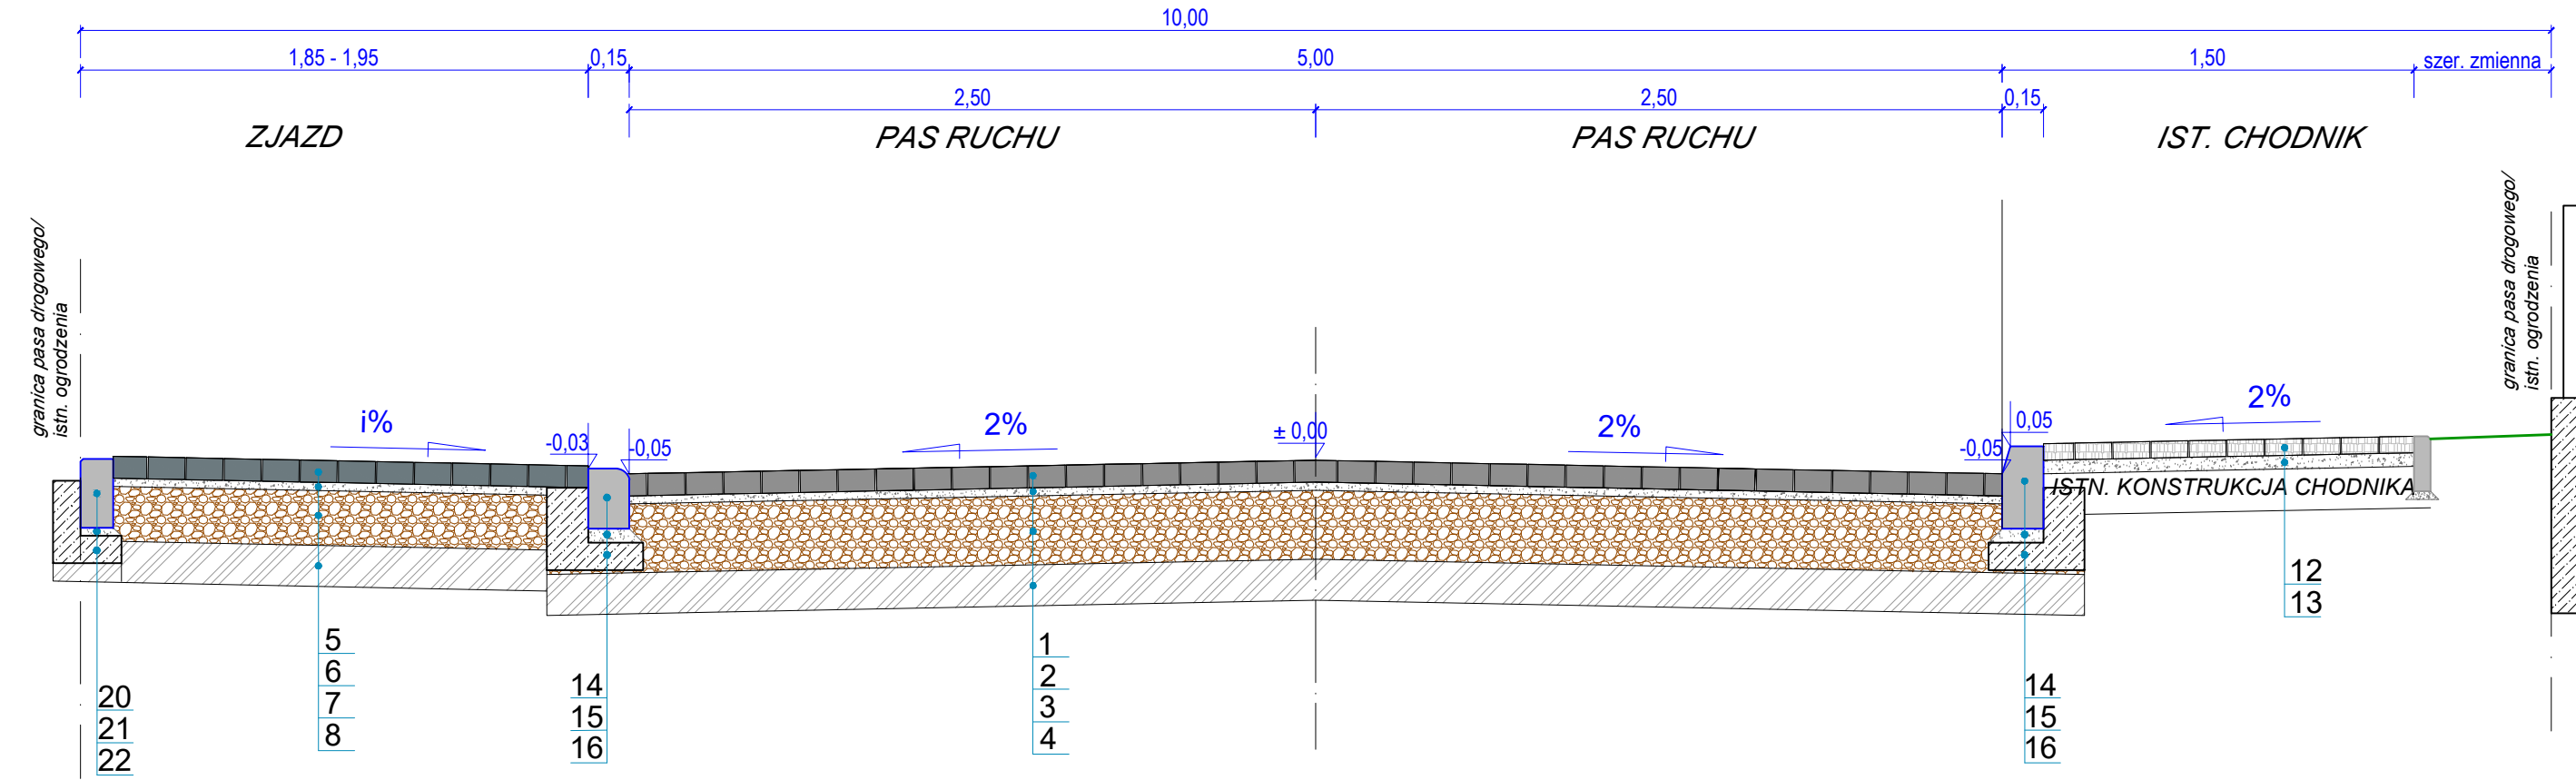 10,00
1,85 - 1,95
0,15
5,00
1,50
szer. zmienna
2,50
2,50
0,15
ZJAZD
PAS RUCHU
PAS RUCHU
IST. CHODNIK
granica pasa drogowego/
istn. ogrodzenia
granica pasa drogowego/
istn. ogrodzenia
i%
-0,03
-0,05
2%
± 0,00
2%
-0,05
0,05
2%
ISTN. KONSTRUKCJA CHODNIKA
20
21
22
5
6
7
8
14
15
16
1
2
3
4
14
15
16
12
13